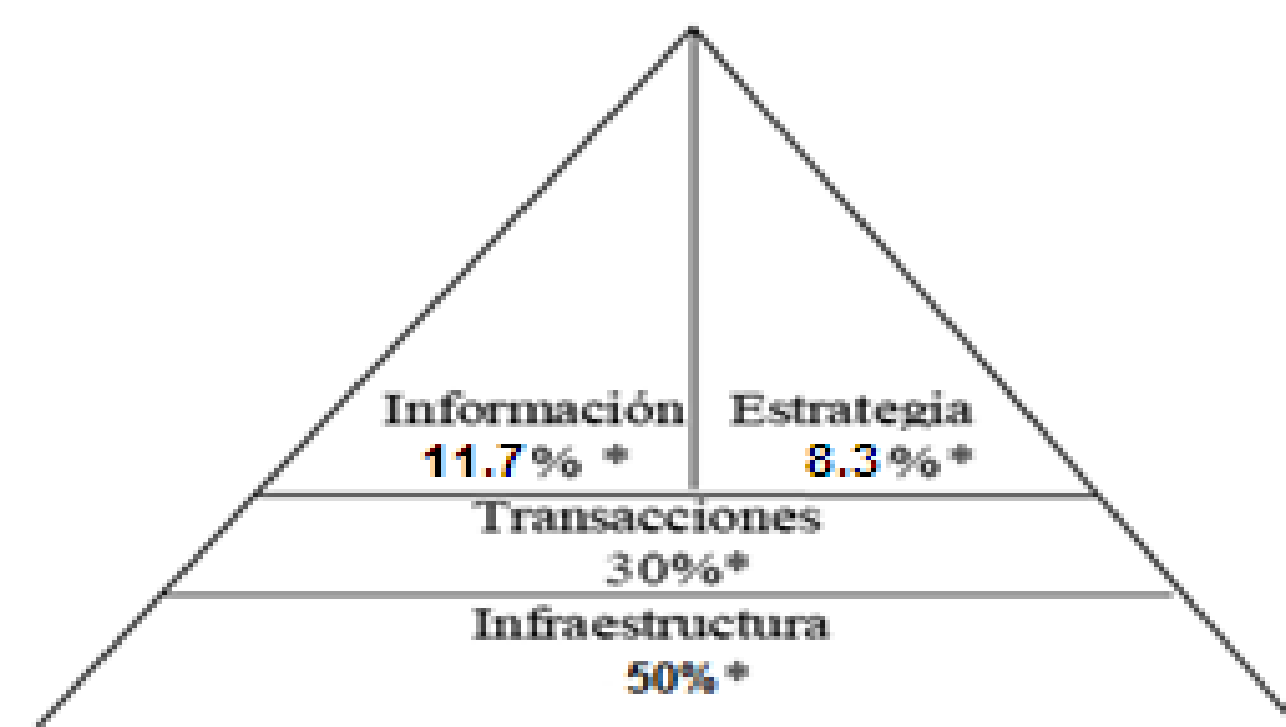 Información
11.7% *
Estrategia
8.3%*
Transacciones
30%*
Infraestructura
50%*